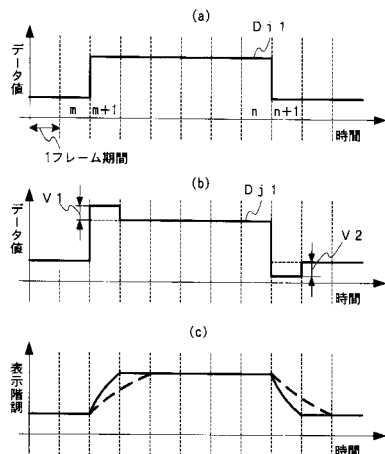 (a)
データ値
Di1
m
m+1
n
n+1
時間
1フレーム期間
(b)
データ値
V1
Dj1
V2
時間
(c)
表示階調
時間